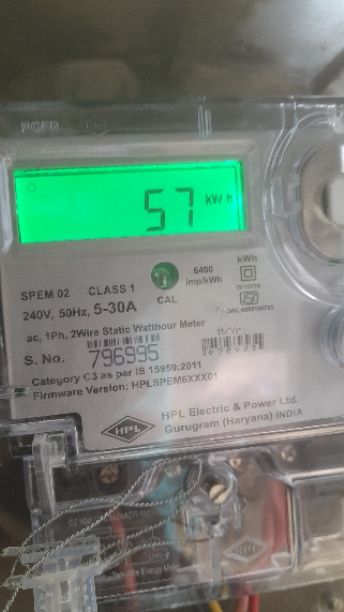 57 kWh
SPEM 02 CLASS 1
240V, 50Hz, 5-30A
CAL
6400
imp/kWh
kWh
ac, 1Ph, 2Wire Static Watthour Meter
S. No. 796995
Category C3 as per IS 15959:2011
Firmware Version: HPLSPEM6XXX01
HPL
HPL Electric & Power Ltd.
Gurugram (Haryana) INDIA
HPL